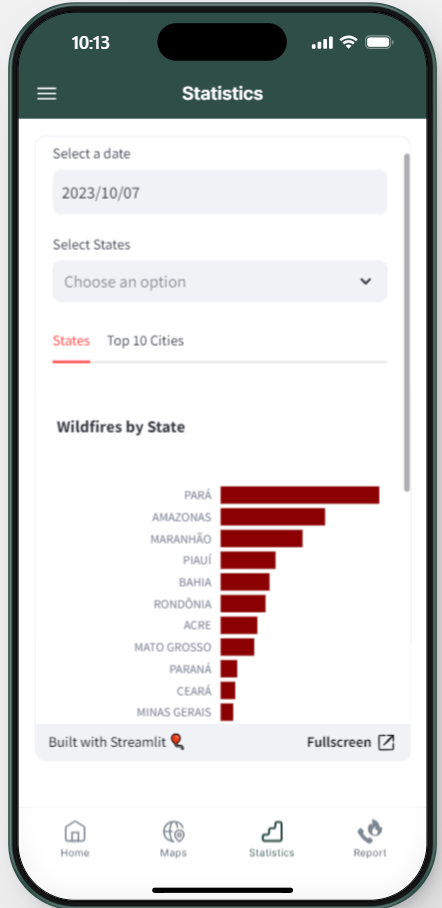 10:13
Statistics
Select a date
2023/10/07
Select States
Choose an option
States Top 10 Cities
Wildfires by State
PARÁ
AMAZONAS
MARANHÃO
PIAUÍ
BAHIA
RONDÔNIA
ACRE
MATO GROSSO
PARANÁ
CEARÁ
MINAS GERAIS
Built with Streamlit Fullscreen
Home Maps Statistics Report